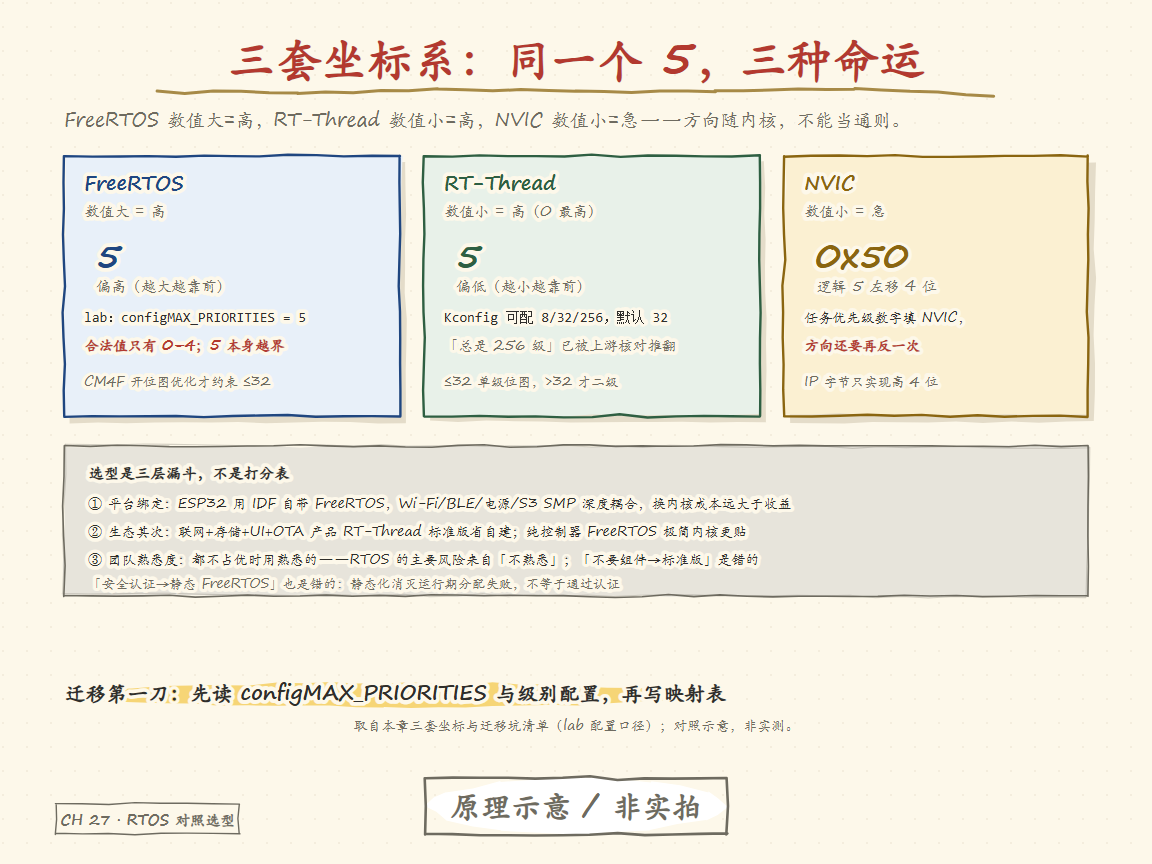 三套坐标系：同一个 5，三种命运
FreeRTOS 数值大=高，RT-Thread 数值小=高，NVIC 数值小=急——方向随内核，不能当通则。
FreeRTOS
数值大 = 高
5
偏高（越大越靠前）
lab: configMAX_PRIORITIES = 5
合法值只有 0–4；5 本身越界
CM4F 开位图优化才约束 ≤32
RT-Thread
数值小 = 高（0 最高）
5
偏低（越小越靠前）
Kconfig 可配 8/32/256，默认 32
「总是 256 级」已被上游核对推翻
≤32 单级位图，>32 才二级
NVIC
数值小 = 急
0x50
逻辑 5 左移 4 位
任务优先级数字填 NVIC，
方向还要再反一次
IP 字节只实现高 4 位
选型是三层漏斗，不是打分表
① 平台绑定：ESP32 用 IDF 自带 FreeRTOS，Wi-Fi/BLE/电源/S3 SMP 深度耦合，换内核成本远大于收益
② 生态其次：联网+存储+UI+OTA 产品 RT-Thread 标准版省自建；纯控制器 FreeRTOS 极简内核更贴
③ 团队熟悉度：都不占优时用熟悉的——RTOS 的主要风险来自「不熟悉」；「不要组件→标准版」是错的
「安全认证→静态 FreeRTOS」也是错的：静态化消灭运行期分配失败，不等于通过认证
迁移第一刀：先读 configMAX_PRIORITIES 与级别配置，再写映射表
取自本章三套坐标与迁移坑清单（lab 配置口径）；对照示意，非实测。
原理示意 / 非实拍
CH 27 · RTOS 对照选型